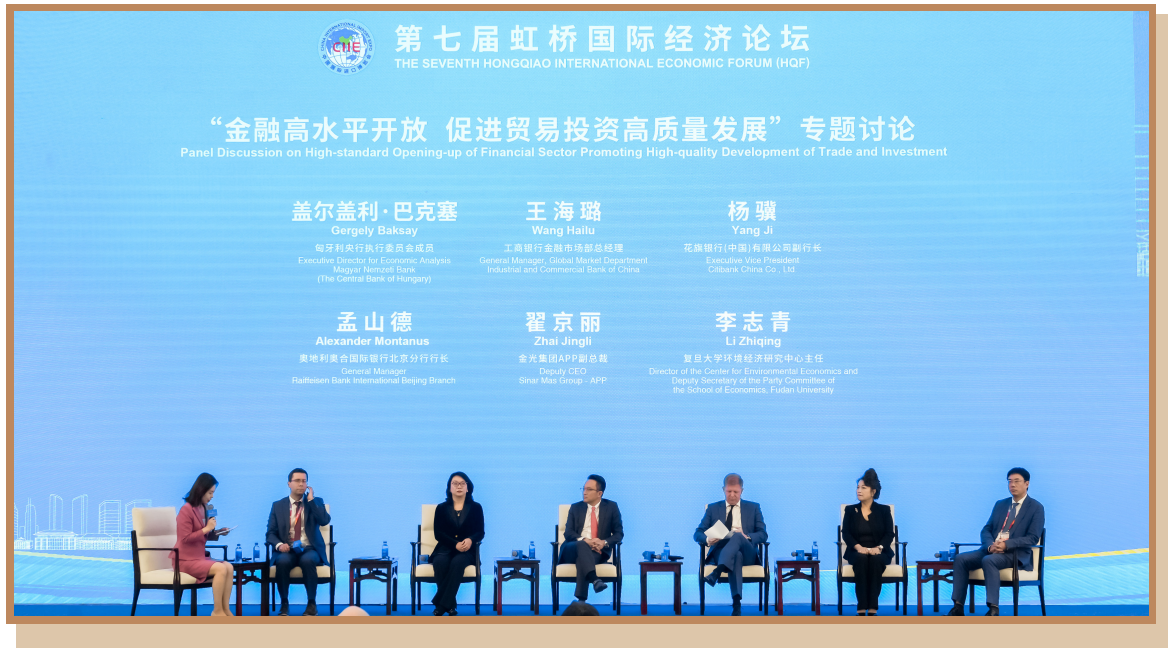 CIIE
第七届虹桥国际经济论坛
THE SEVENTH HONGQIAO INTERNATIONAL ECONOMIC FORUM (HQF)
“金融高水平开放 促进贸易投资高质量发展”专题讨论
Panel Discussion on High-standard Opening-up of Financial Sector Promoting High-quality Development of Trade and Investment
盖尔盖利·巴克塞
Gergely Baksay
匈牙利央行执行委员会成员
Executive Director for Economic Analysis
Magyar Nemzeti Bank
(The Central Bank of Hungary)
王海璐
Wang Hailu
工商银行金融市场部总经理
General Manager, Global Market Department
Industrial and Commercial Bank of China
杨骥
Yang Ji
花旗银行(中国)有限公司副行长
Executive Vice President
Citibank China Co., Ltd
孟山德
Alexander Montanus
奥地利奥合国际银行北京分行行长
General Manager
Raiffeisen Bank International Beijing Branch
翟京丽
Zhai Jingli
金光集团APP副总裁
Deputy CEO
Sinar Mas Group - APP
李志青
Li Zhiqing
复旦大学环境经济研究中心主任
Director of the Center for Environmental Economics and
Deputy Secretary of the Party Committee of
the School of Economics, Fudan University